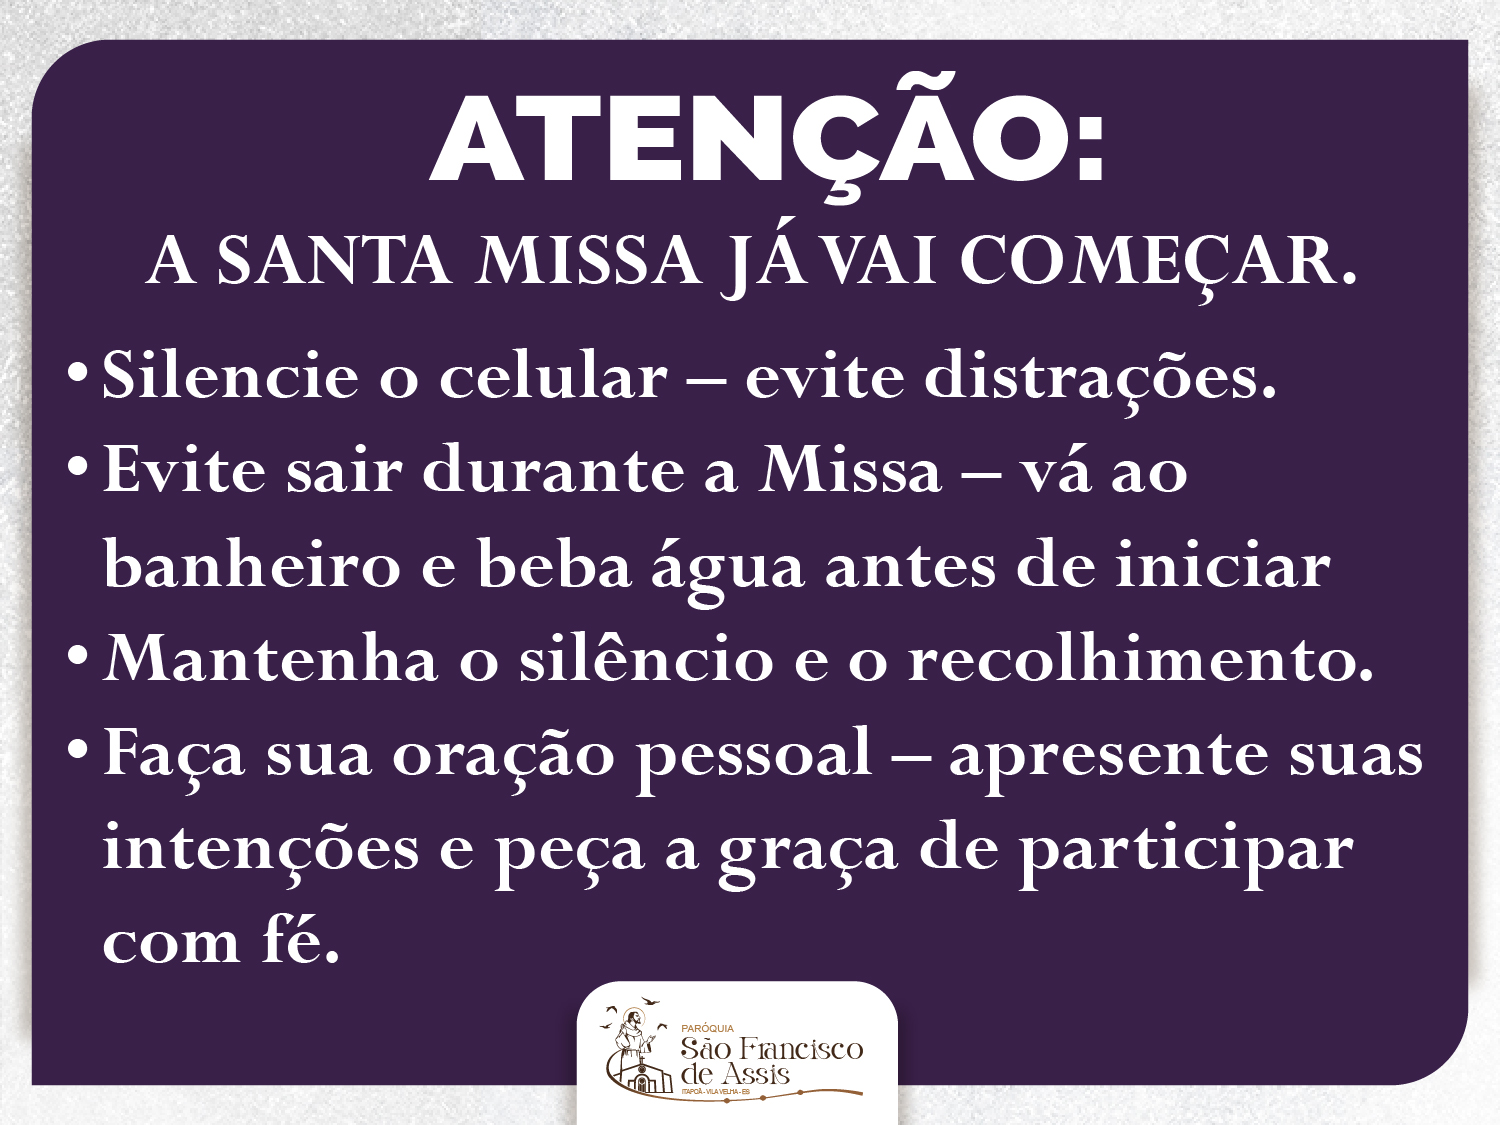 ATENÇÃO:
A SANTA MISSA JÁ VAI COMEÇAR.
• Silencie o celular – evite distrações.
• Evite sair durante a Missa – vá ao
banheiro e beba água antes de iniciar
• Mantenha o silêncio e o recolhimento.
• Faça sua oração pessoal – apresente suas
intenções e peça a graça de participar
com fé.
PARÓQUIA
São Francisco
de Assis
ITAPOÃ - VILA VELHA - ES